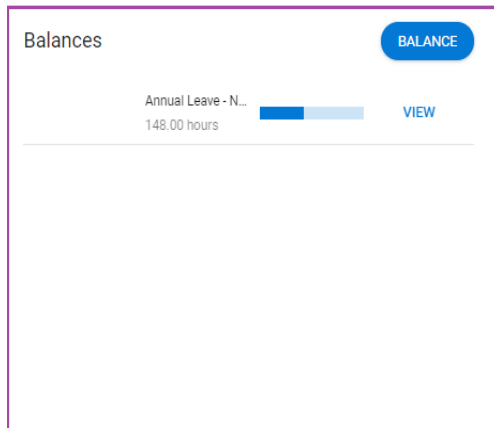 Balances
BALANCE
Annual Leave - N...
148.00 hours
VIEW